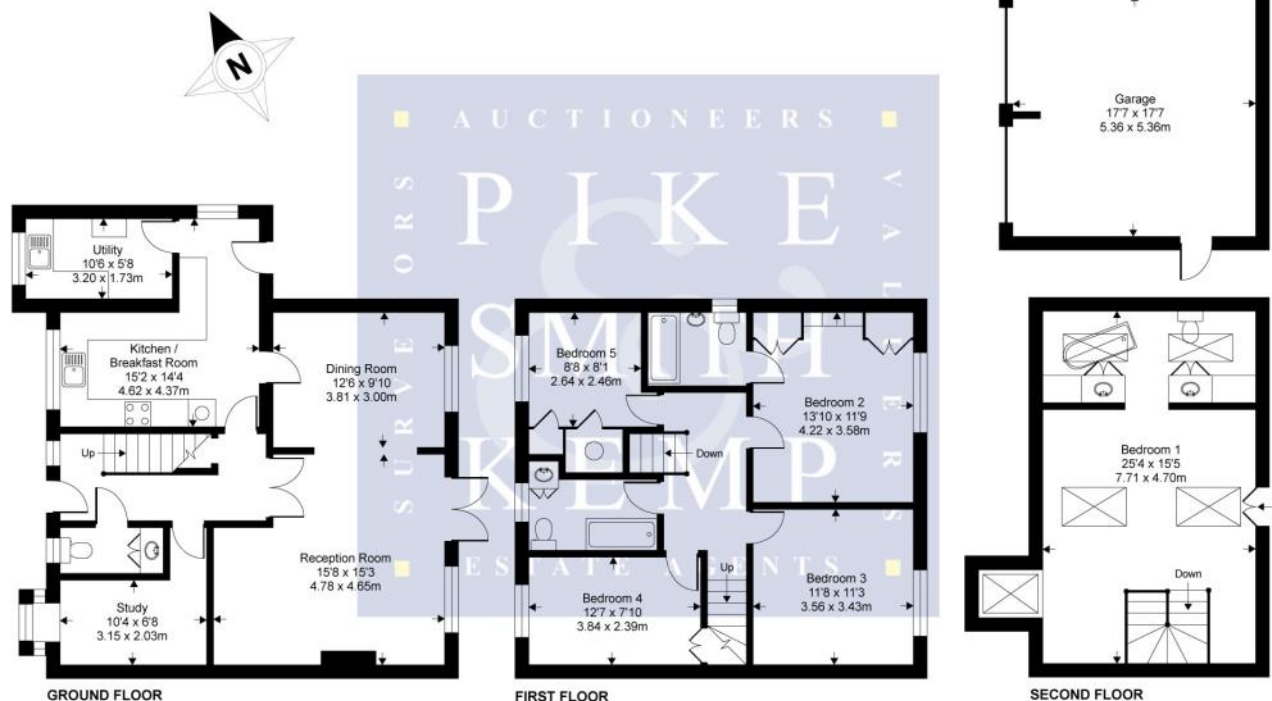 N
AUCTIONEERS
VALUERS
SURVEYORS
PIKE
&
SMITH
KEMP
ESTATE AGENTS
Garage
17'7 x 17'7
5.36 x 5.36m
Utility
10'6 x 5'8
3.20 x 1.73m
Kitchen /
Breakfast Room
15'2 x 14'4
4.62 x 4.37m
Dining Room
12'6 x 9'10
3.81 x 3.00m
Up
Reception Room
15'8 x 15'3
4.78 x 4.65m
Study
10'4 x 6'8
3.15 x 2.03m
GROUND FLOOR
Bedroom 5
8'8 x 8'1
2.64 x 2.46m
Bedroom 2
13'10 x 11'9
4.22 x 3.58m
Down
Up
Bedroom 4
12'7 x 7'10
3.84 x 2.39m
Bedroom 3
11'8 x 11'3
3.56 x 3.43m
FIRST FLOOR
Bedroom 1
25'4 x 15'5
7.71 x 4.70m
Down
SECOND FLOOR